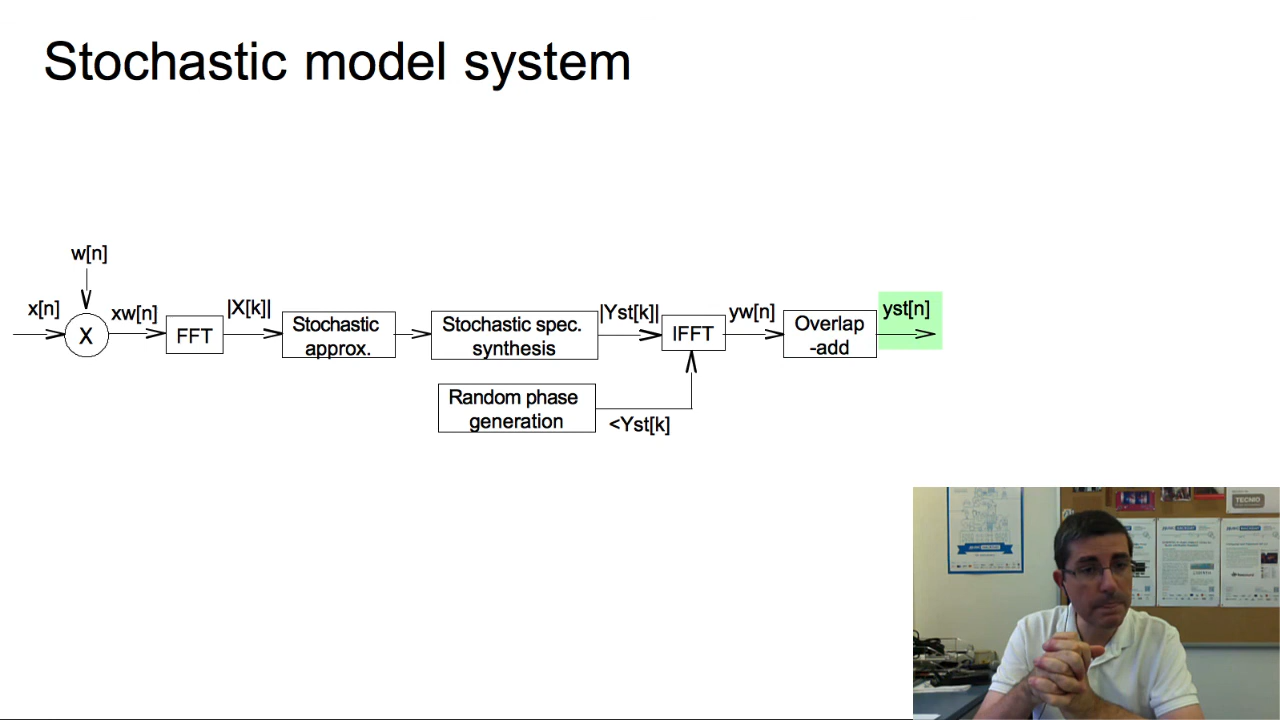 Stochastic model system
w[n]
x[n]
X
xw[n]
FFT
|X[k]|
Stochastic
approx.
Stochastic spec.
synthesis
|Yst[k]|
IFFT
yw[n]
Overlap
-add
yst[n]
Random phase
generation
<Yst[k]
TECNIO